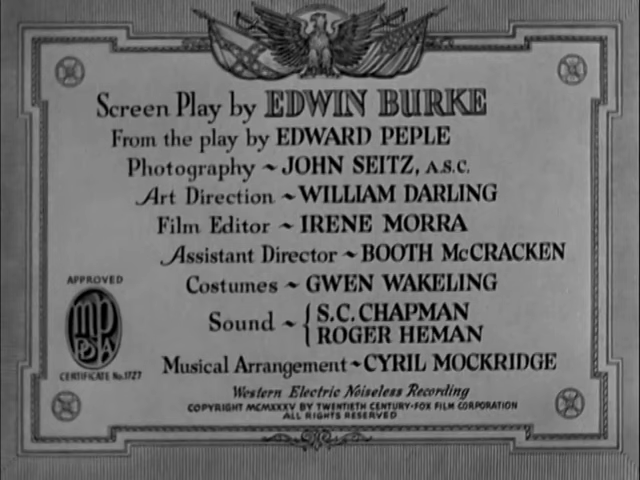 Screen Play by EDWIN BURKE
From the play by EDWARD PEPLE
Photography ~ JOHN SEITZ, A.S.C.
Art Direction ~ WILLIAM DARLING
Film Editor ~ IRENE MORRA
Assistant Director ~ BOOTH McCRACKEN
Costumes ~ GWEN WAKELING
Sound ~ { S.C. CHAPMAN
ROGER HEMAN
Musical Arrangement ~ CYRIL MOCKRIDGE
APPROVED
MPPDA
CERTIFICATE No. 1727
Western Electric Noiseless Recording
COPYRIGHT MCMXXXV BY TWENTIETH CENTURY-FOX FILM CORPORATION
ALL RIGHTS RESERVED